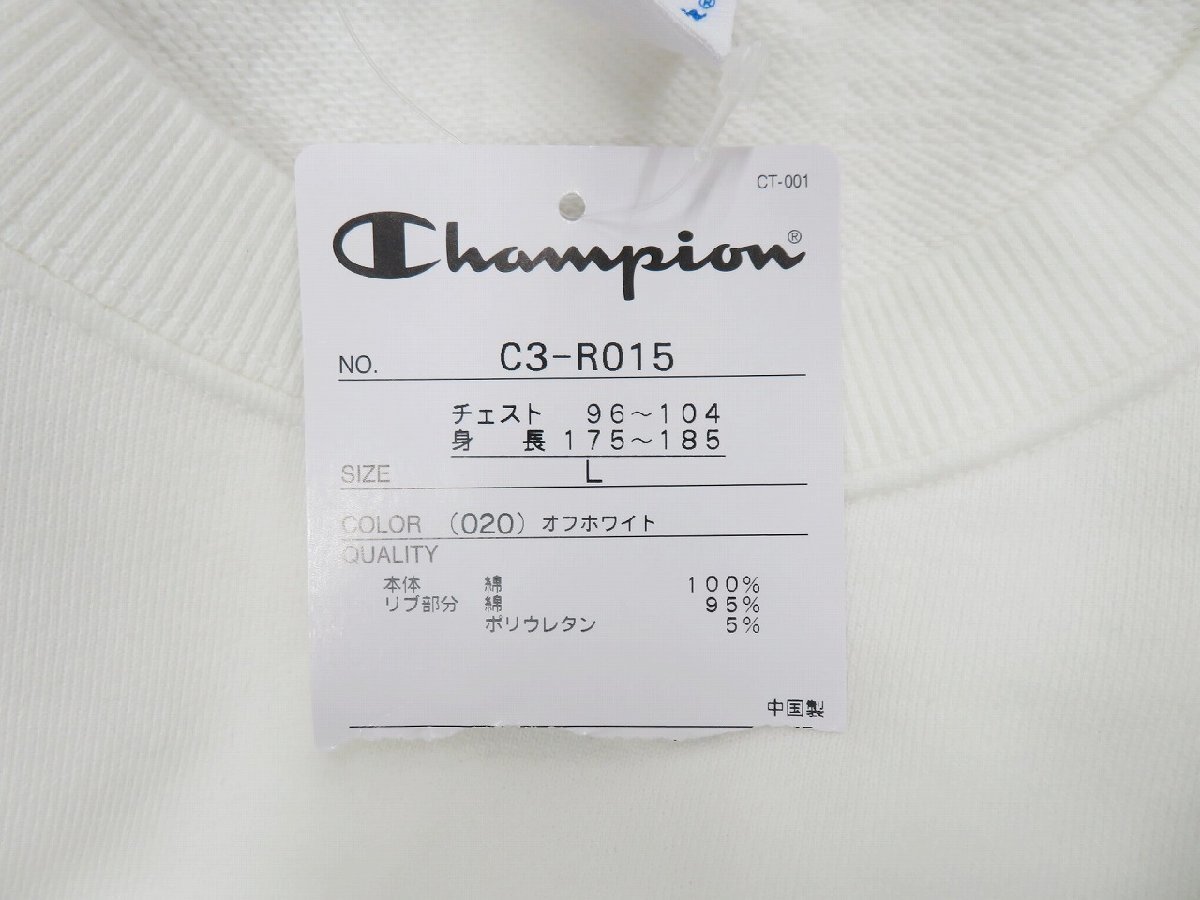 CT-001
Champion®
NO. C3-R015
チェスト 96~104
身長 175~185
SIZE L
COLOR (020) オフホワイト
QUALITY
本体 綿 100%
リブ部分 綿 95%
ポリウレタン 5%
中国製